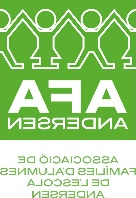 AFA
ANDERSEN
ASSOCIACIÓ DE
FAMÍLIES D'ALUMNES
DE L'ESCOLA
ANDERSEN